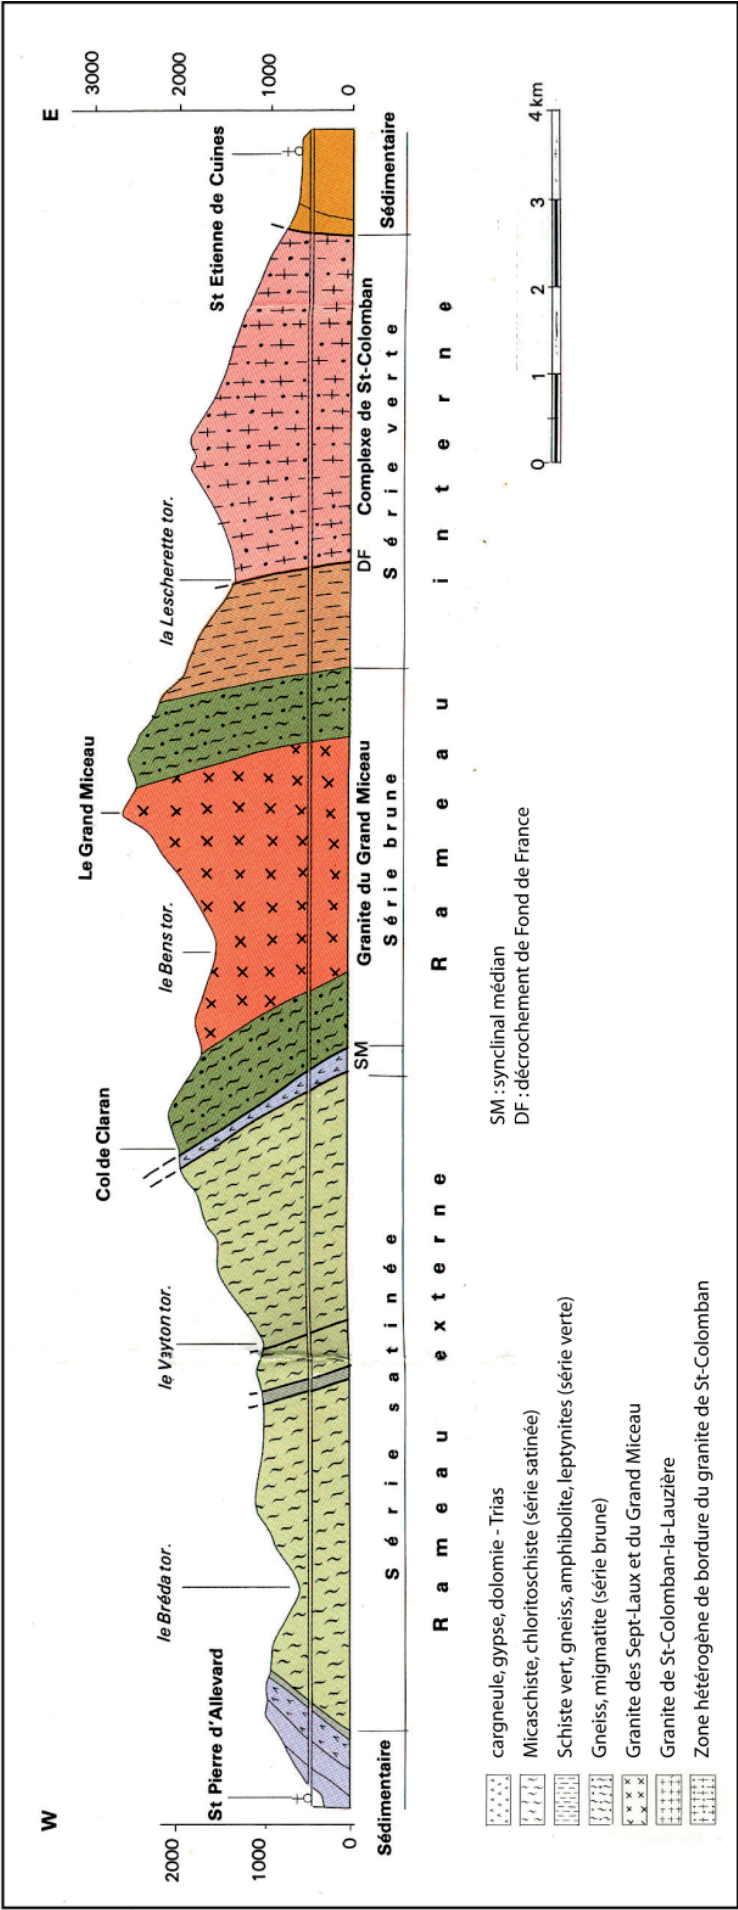 W
E
St Pierre d'Allevard
le Bréda tor.
le Vayton tor.
Col de Claran
le Bens tor.
Le Grand Miceau
la Lescherette tor.
St Etienne de Cuines
2000
1000
0
3000
2000
1000
0
Sédimentaire
Série satinée
SM
Granite du Grand Miceau
Série brune
DF
Complexe de St-Colomban
Série verte
Sédimentaire
Rameau externe
Rameau interne
cargneule, gypse, dolomie - Trias
Micaschiste, chloritoschiste (série satinée)
Schiste vert, gneiss, amphibolite, leptynites (série verte)
Gneiss, migmatite (série brune)
Granite des Sept-Laux et du Grand Miceau
Granite de St-Colomban-la-Lauzière
Zone hétérogène de bordure du granite de St-Colomban
SM : synclinal médian
DF : décrochement de Fond de France
0 1 2 3 4 km